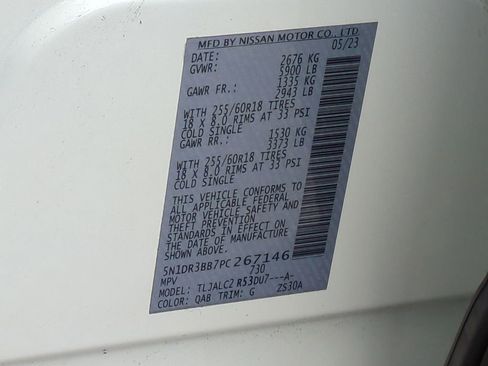 MFD BY NISSAN MOTOR CO., LTD
DATE: 05/23
GVWR: 2676 KG
5900 LB
GAWR FR.: 1335 KG
2943 LB
WITH 255/60R18 TIRES
18 X 8.0 RIMS AT 33 PSI
COLD SINGLE
GAWR RR.: 1530 KG
3373 LB
WITH 255/60R18 TIRES
18 X 8.0 RIMS AT 33 PSI
COLD SINGLE
THIS VEHICLE CONFORMS TO
ALL APPLICABLE FEDERAL
MOTOR VEHICLE SAFETY AND
THEFT PREVENTION
STANDARDS IN EFFECT ON
THE DATE OF MANUFACTURE
SHOWN ABOVE.
5N1DR3BB7PC267146
MPV 730
MODEL: TLJALC2 R53DU7---A-
COLOR: QAB TRIM: G ZS30A